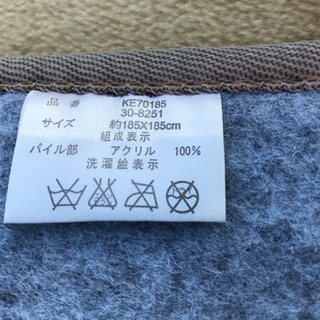 品 番 KE70185
30-8251
サイズ 約185X185cm
組成表示
パイル部 アクリル 100%
洗濯絵表示